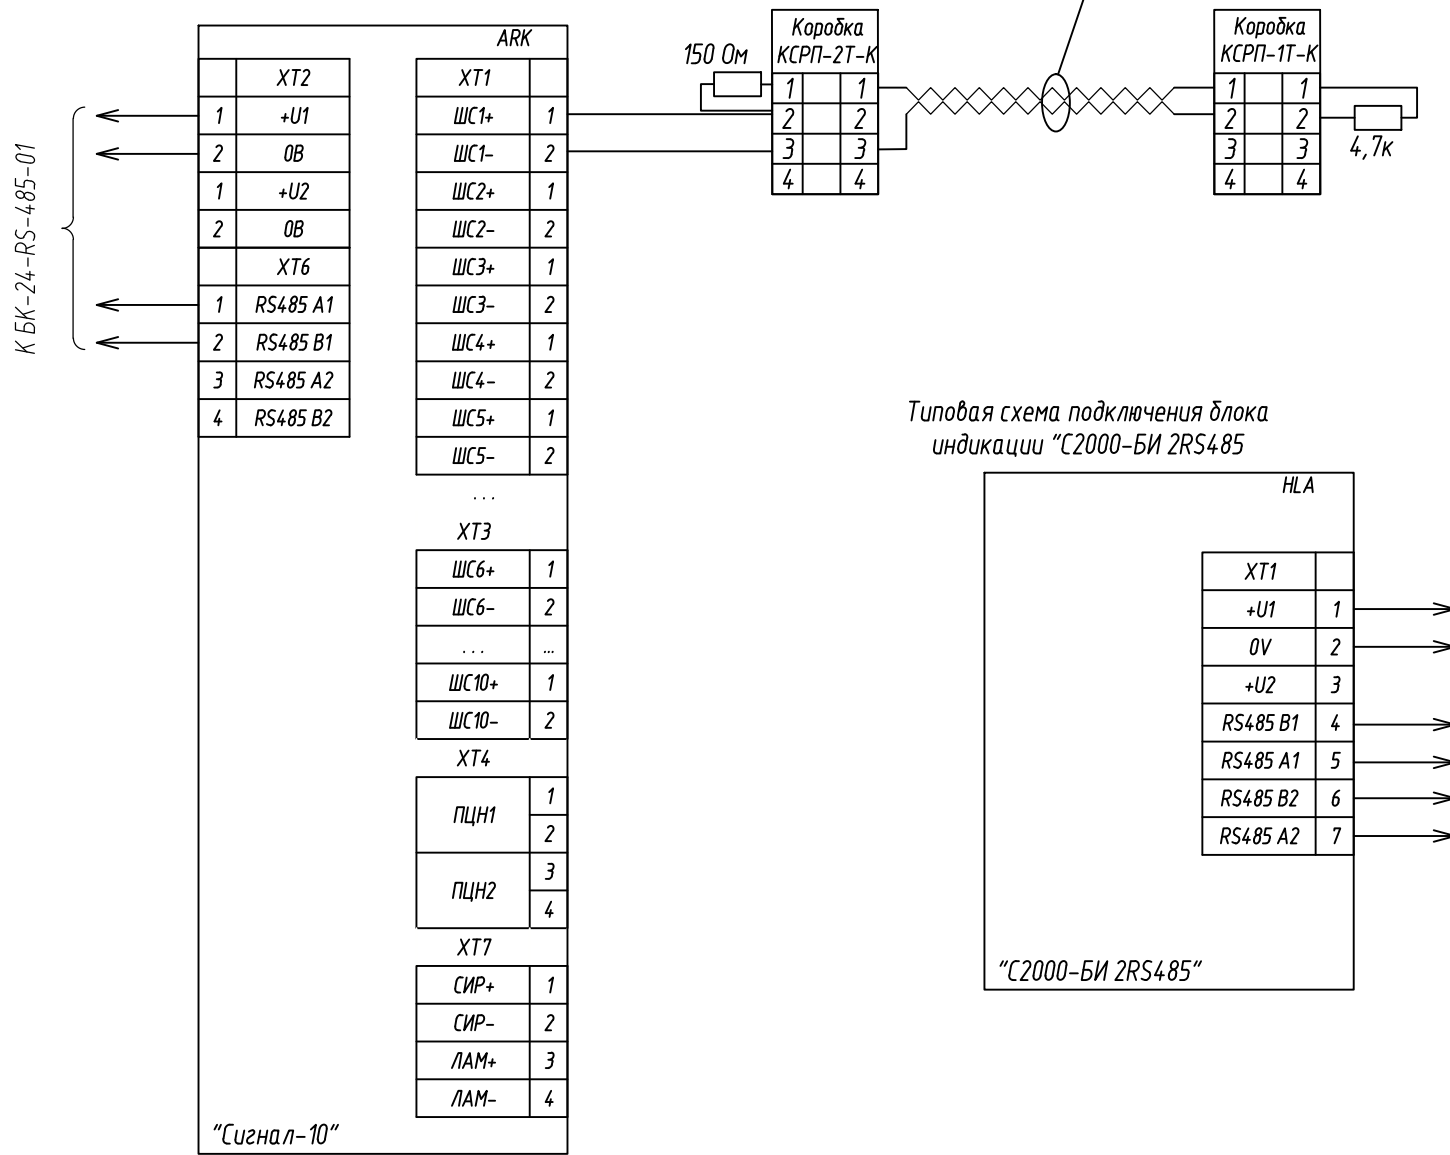 К БК-24-RS-485-01
ARK
XT2
1 +U1
2 0В
1 +U2
2 0В
XT6
1 RS485 A1
2 RS485 B1
3 RS485 A2
4 RS485 B2
XT1
ШС1+ 1
ШС1- 2
ШС2+ 1
ШС2- 2
ШС3+ 1
ШС3- 2
ШС4+ 1
ШС4- 2
ШС5+ 1
ШС5- 2
...
XT3
ШС6+ 1
ШС6- 2
... ...
ШС10+ 1
ШС10- 2
XT4
ПЦН1 1
2
ПЦН2 3
4
XT7
СИР+ 1
СИР- 2
ЛАМ+ 3
ЛАМ- 4
"Сигнал-10"
150 Ом
Коробка
КСРП-2Т-К
1 1
2 2
3 3
4 4
Коробка
КСРП-1Т-К
1 1
2 2
3 3
4 4
4,7к
Типовая схема подключения блока
индикации "С2000-БИ 2RS485
HLA
XT1
+U1 1
0V 2
+U2 3
RS485 B1 4
RS485 A1 5
RS485 B2 6
RS485 A2 7
"С2000-БИ 2RS485"